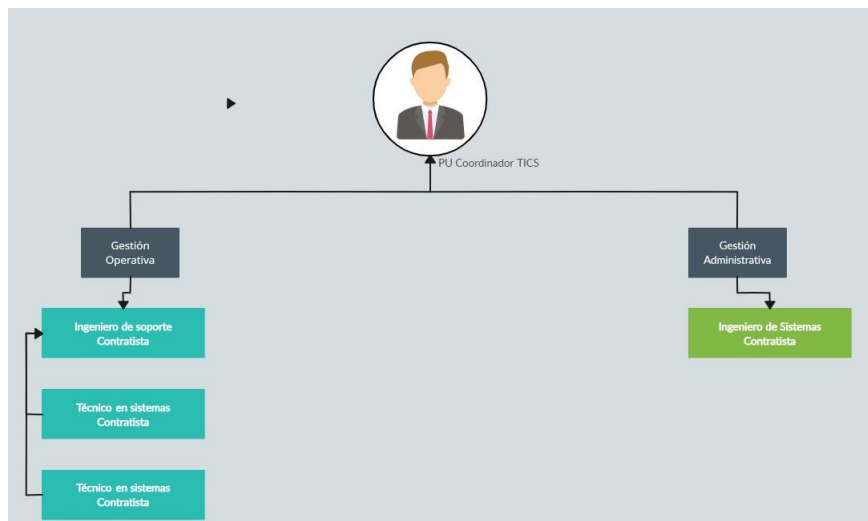 PU Coordinador TICS
Gestión
Operativa
Gestión
Administrativa
Ingeniero de soporte
Contratista
Ingeniero de Sistemas
Contratista
Técnico en sistemas
Contratista
Técnico en sistemas
Contratista